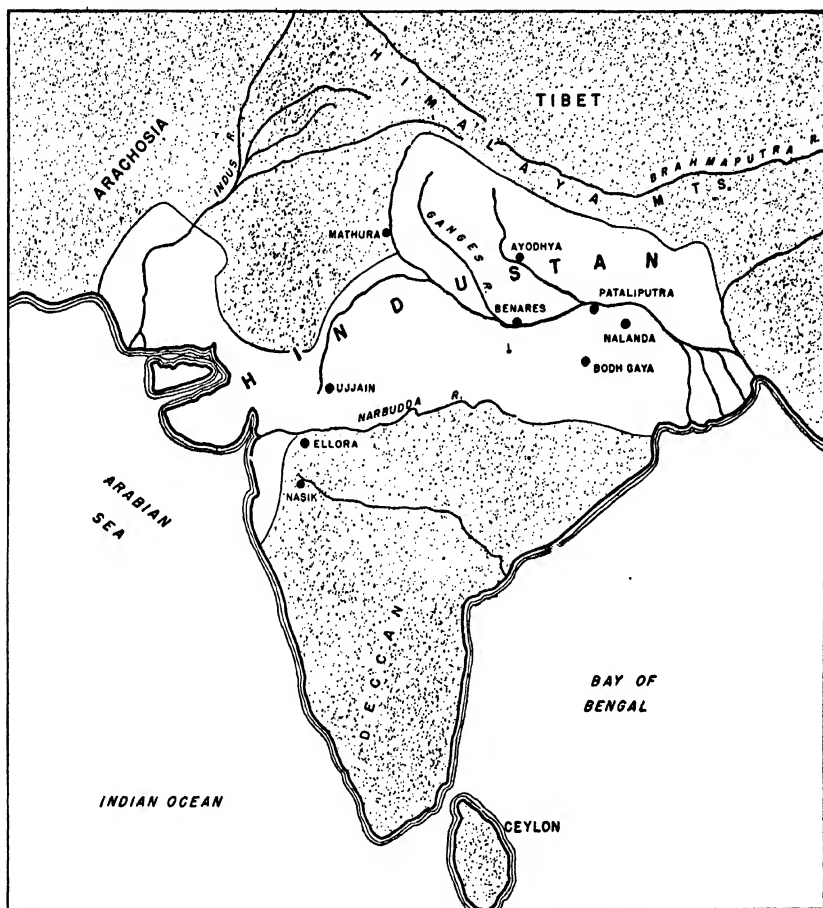 HIMALAYA MTS.
TIBET
BRAHMAPUTRA R.
ARACHOSIA
INDUS R.
MATHURA
GANGES R.
AYODHYA
HINDUSTAN
PATALIPUTRA
BENARES
NALANDA
BODH GAYA
UJJAIN
NARBUDDA R.
ELLORA
NASIK
ARABIAN
SEA
DECCAN
BAY OF
BENGAL
INDIAN OCEAN
CEYLON